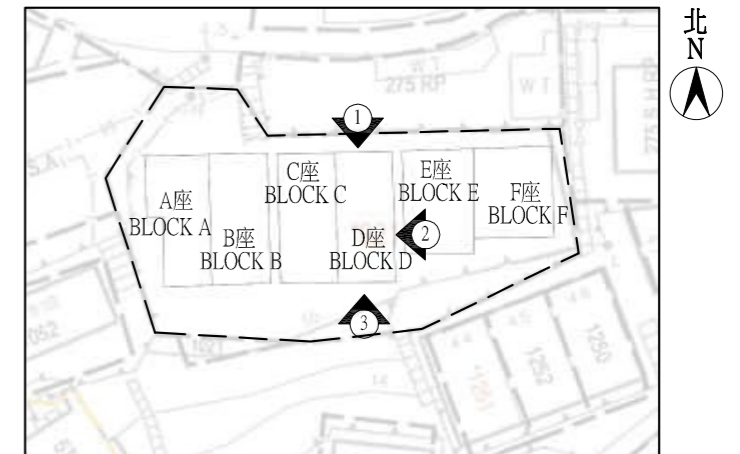 北
N
W T
275 RP
W T
1
C座
BLOCK C
E座
BLOCK E
A座
BLOCK A
F座
BLOCK F
B座
BLOCK B
D座
BLOCK D
2
3
1251
1252
1250